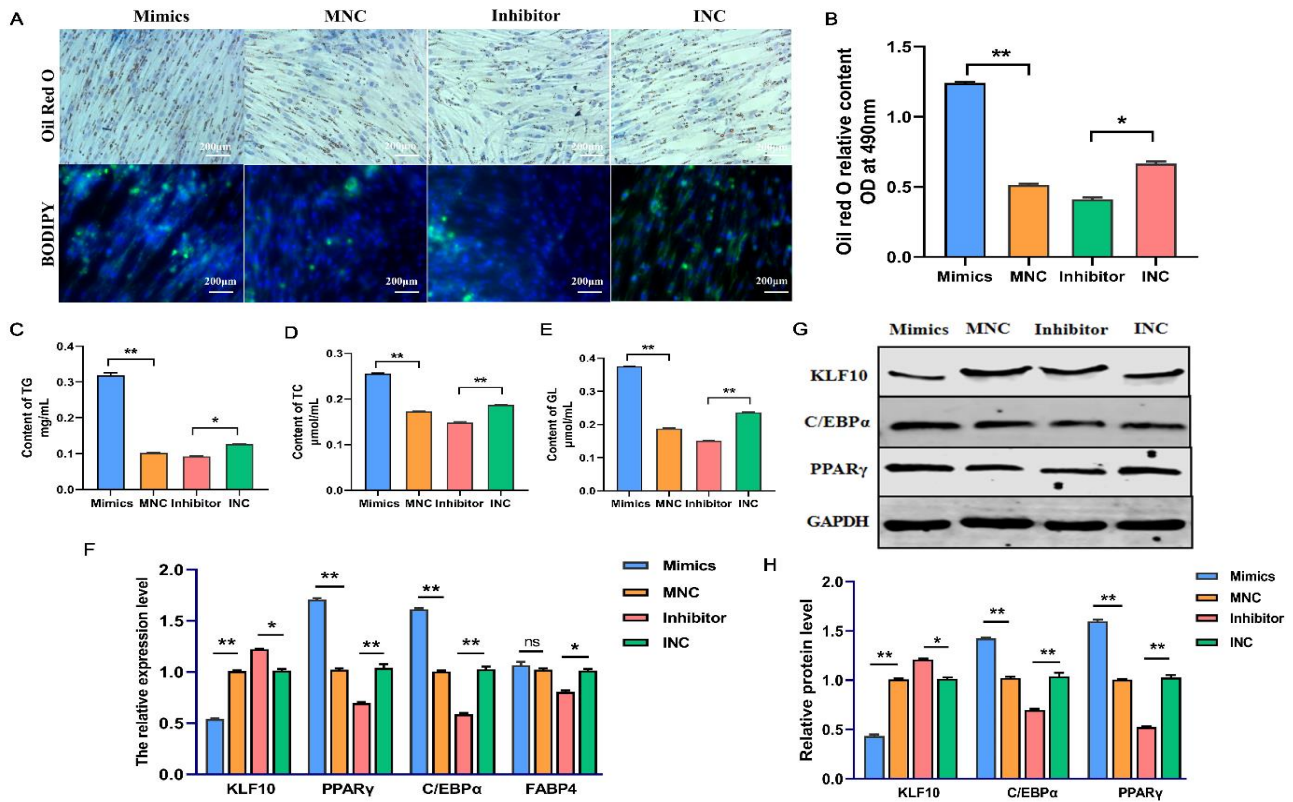 A
Mimics
MNC
Inhibitor
INC
Oil Red O
200μm
200μm
200μm
200μm
BODIPY
200μm
200μm
200μm
200μm
B
Oil red O relative content
OD at 490nm
1.5
1.0
0.5
0.0
**
*
Mimics
MNC
Inhibitor
INC
C
Content of TG
mg/mL
0.4
0.3
0.2
0.1
0.0
**
*
Mimics
MNC
Inhibitor
INC
D
Content of TC
μmol/mL
0.3
0.2
0.1
0.0
**
**
Mimics
MNC
Inhibitor
INC
E
Content of GL
μmol/mL
0.4
0.3
0.2
0.1
0.0
**
**
Mimics
MNC
Inhibitor
INC
G
Mimics
MNC
Inhibitor
INC
KLF10
C/EBPα
PPARγ
GAPDH
F
The relative expression level
2.0
1.5
1.0
0.5
0.0
**
*
**
**
**
**
ns
*
KLF10
PPARγ
C/EBPα
FABP4
Mimics
MNC
Inhibitor
INC
H
Relative protein level
2.0
1.5
1.0
0.5
0.0
**
*
**
**
**
**
KLF10
C/EBPα
PPARγ
Mimics
MNC
Inhibitor
INC